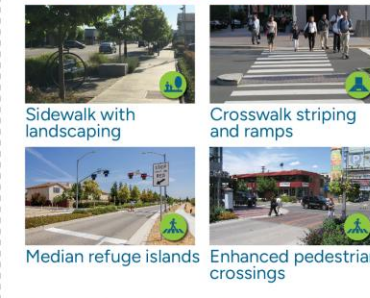 Sidewalk with
landscaping
Crosswalk striping
and ramps
Median refuge islands
Enhanced pedestrian
crossings